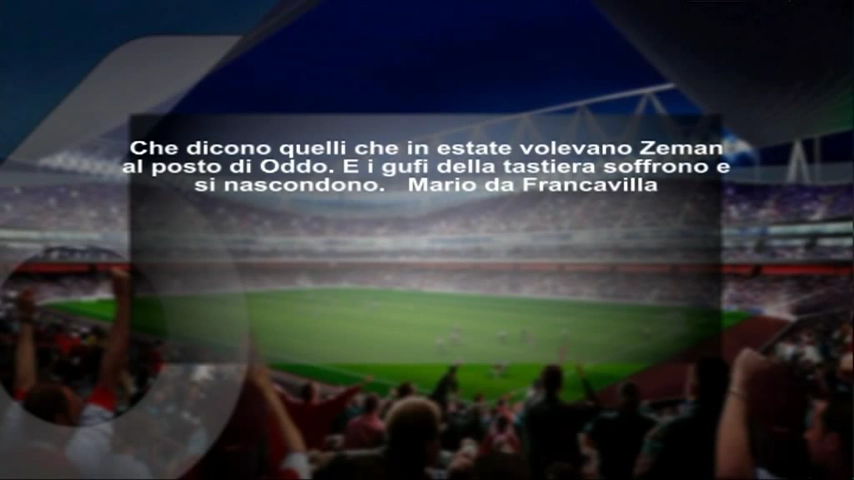 Che dicono quelli che in estate volevano Zeman
al posto di Oddo. E i gufi della tastiera soffrono e
si nascondono. Mario da Francavilla